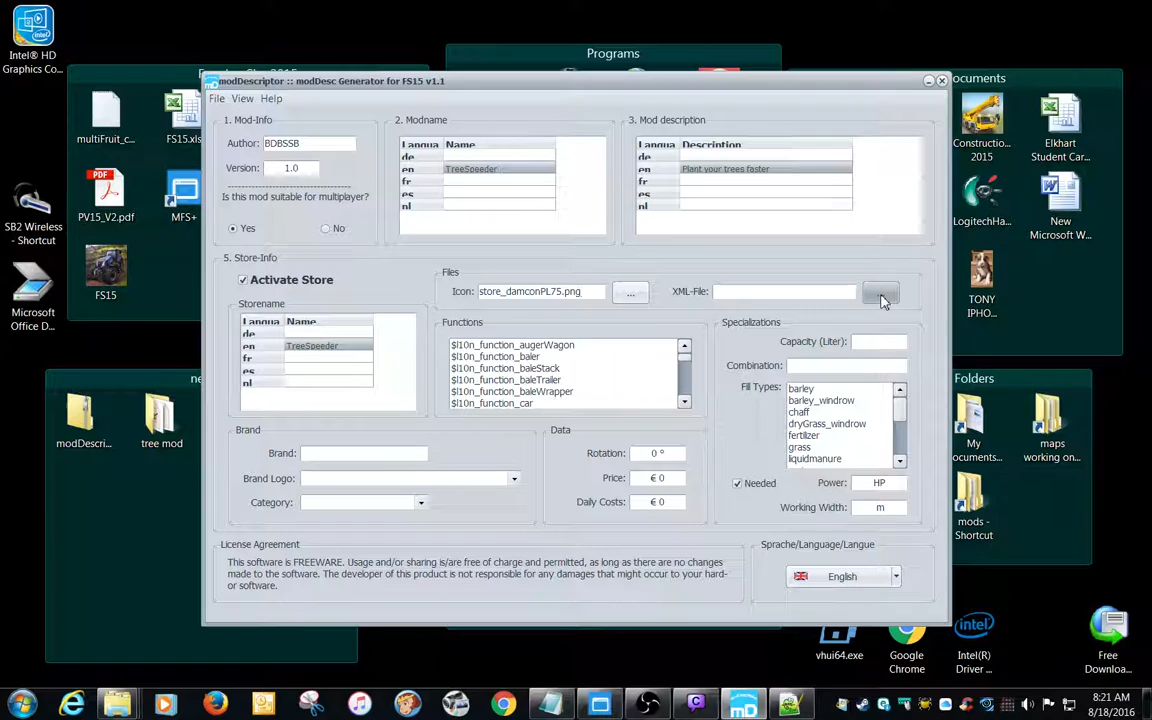 Intel® HD
Graphics Co...
Programs
ocuments
modDescriptor :: modDesc Generator for FS15 v1.1
File View Help
multiFruit_c...
FS15.xls
PV15_V2.pdf
MFS+
SB2 Wireless
- Shortcut
FS15
Microsoft
Office D...
1. Mod-Info
Author: BDBSSB
Version: 1.0
Is this mod suitable for multiplayer?
Yes No
2. Modname
Langua Name
de
en TreeSpeeder
fr
es
nl
3. Mod description
Langua Description
de
en Plant your trees faster
fr
es
nl
5. Store-Info
Activate Store
Files
Icon: store_damconPL75.png ... XML-File: ...
Storename
Langua Name
de
en TreeSpeeder
fr
es
nl
Functions
$l10n_function_augerWagon
$l10n_function_baler
$l10n_function_baleStack
$l10n_function_baleTrailer
$l10n_function_baleWrapper
$l10n_function_car
Specializations
Capacity (Liter):
Combination:
Fill Types:
barley
barley_windrow
chaff
dryGrass_windrow
fertilizer
grass
liquidmanure
Needed Power: HP
Working Width: m
Brand
Brand:
Brand Logo:
Category:
Data
Rotation: 0 °
Price: € 0
Daily Costs: € 0
License Agreement
This software is FREEWARE. Usage and/or sharing is/are free of charge and permitted, as long as there are no changes
made to the software. The developer of this product is not responsible for any damages that might occur to your hard-
or software.
Sprache/Language/Langue
English
Constructio...
2015
Elkhart
Student Car...
LogitechHa...
New
Microsoft W...
TONY
IPHO...
ne
modDescri...
tree mod
Folders
My
ocuments...
maps
working on...
mods -
Shortcut
vhui64.exe
Google
Chrome
Intel(R)
Driver ...
Free
Downloa...
mD
8:21 AM
8/18/2016